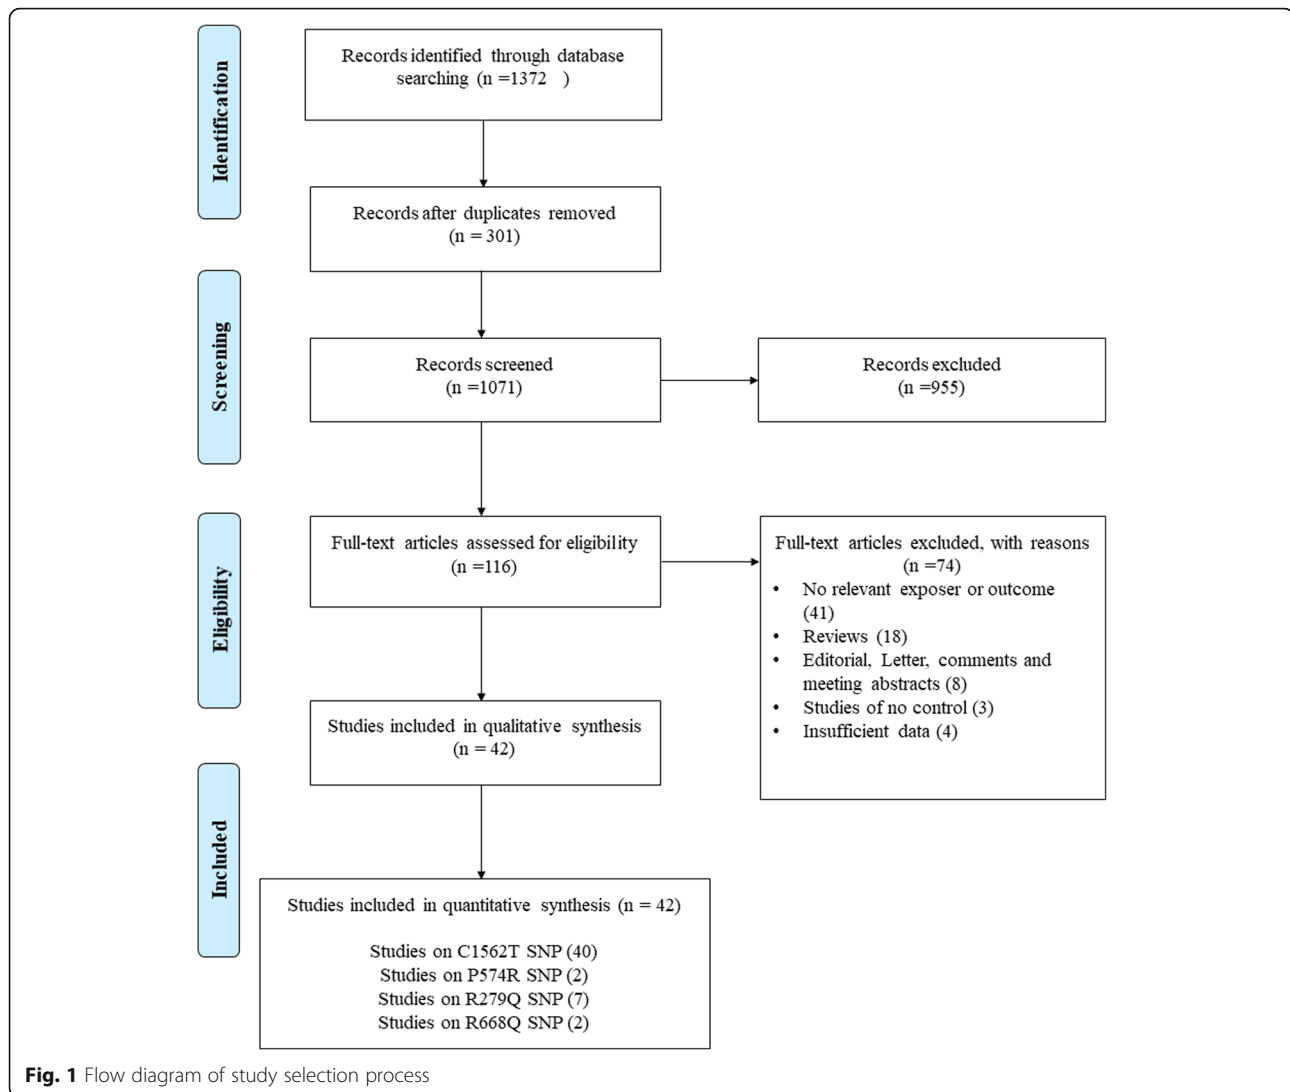 Identification
Records identified through database
searching (n =1372 )
Records after duplicates removed
(n = 301)
Screening
Records screened
(n =1071)
Records excluded
(n =955)
Eligibility
Full-text articles assessed for eligibility
(n =116)
Full-text articles excluded, with reasons
(n =74)
• No relevant exposer or outcome
(41)
• Reviews (18)
• Editorial, Letter, comments and
meeting abstracts (8)
• Studies of no control (3)
• Insufficient data (4)
Studies included in qualitative synthesis
(n = 42)
Included
Studies included in quantitative synthesis (n = 42)
Studies on C1562T SNP (40)
Studies on P574R SNP (2)
Studies on R279Q SNP (7)
Studies on R668Q SNP (2)
Fig. 1 Flow diagram of study selection process